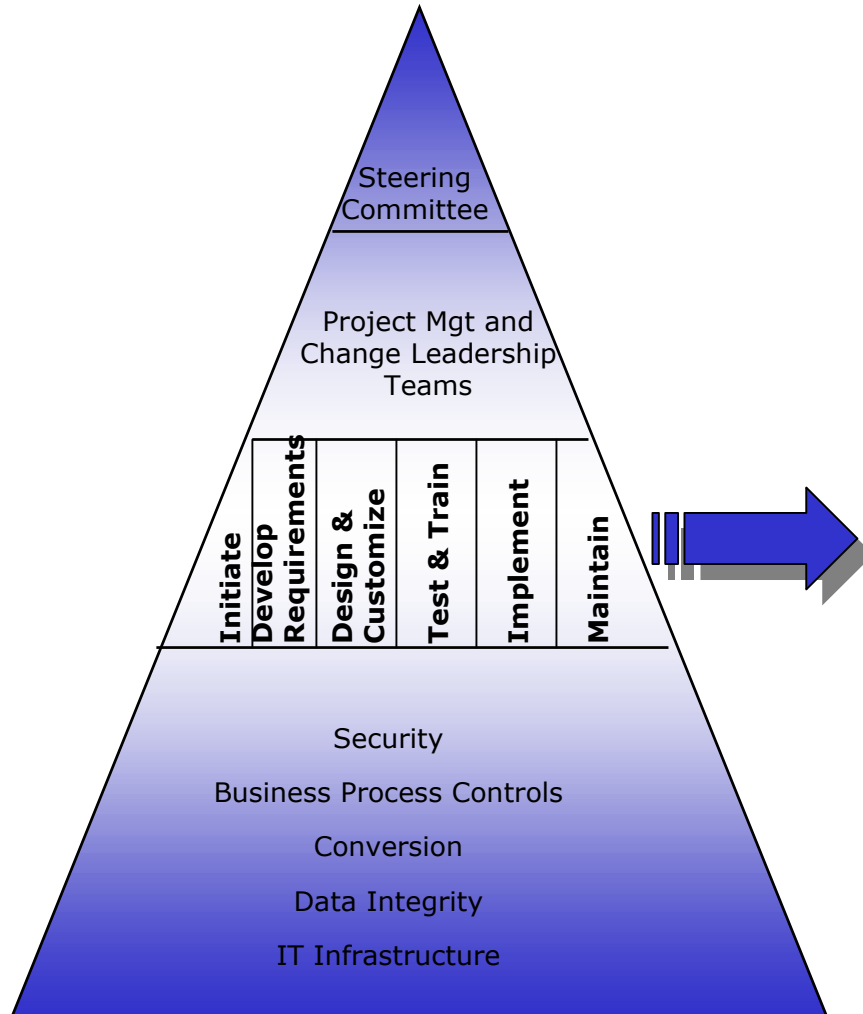 Steering
Committee
Project Mgt and
Change Leadership
Teams
Initiate
Develop
Requirements
Design &
Customize
Test & Train
Implement
Maintain
Security
Business Process Controls
Conversion
Data Integrity
IT Infrastructure